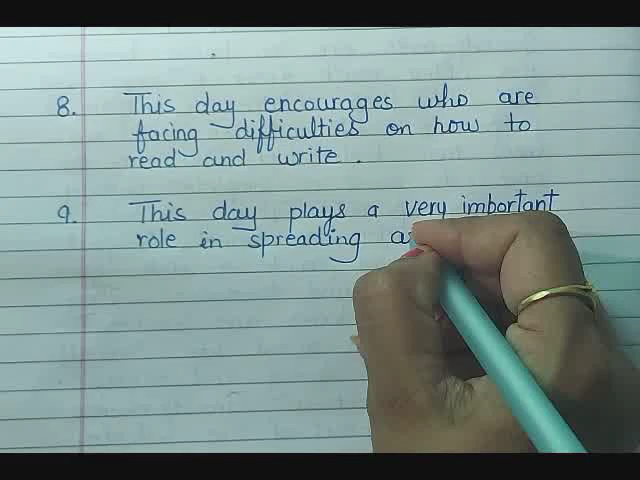 8. This day encourages who are
facing difficulties on how to
read and write.
9. This day plays a very important
role in spreading a